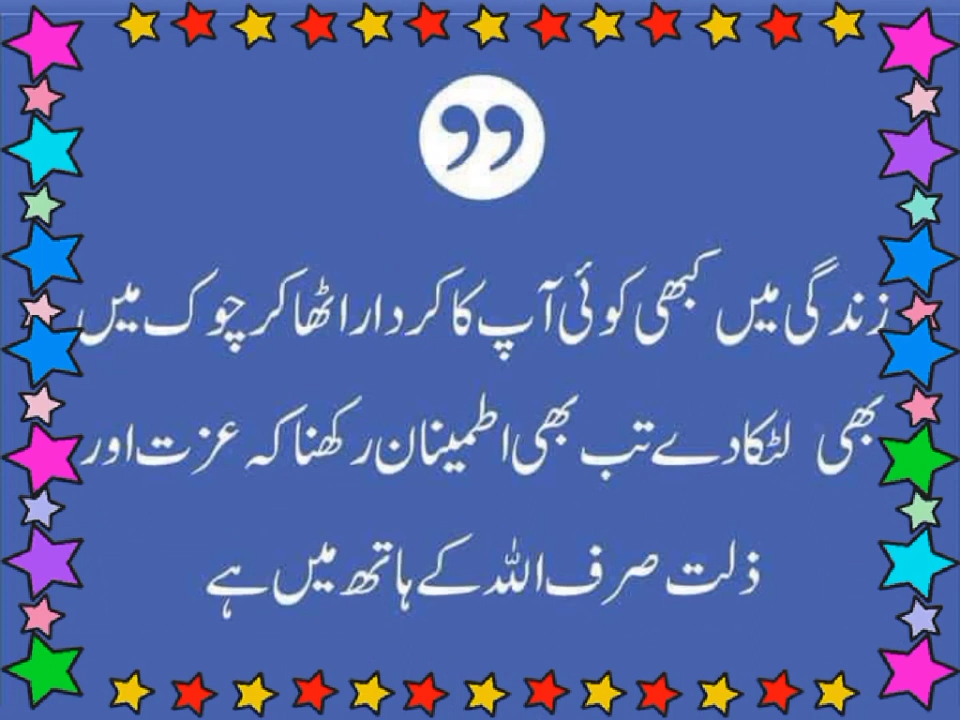 ”
زندگی میں کبھی کوئی آپ کا کردار اٹھا کر چوک میں
بھی لٹکا دے تب بھی اطمینان رکھنا کہ عزت اور
ذلت صرف اللہ کے ہاتھ میں ہے